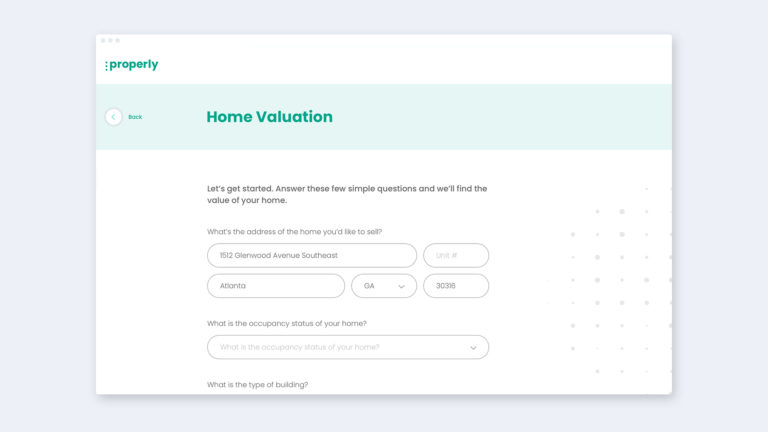 properly
Back
Home Valuation
Let's get started. Answer these few simple questions and we'll find the
value of your home.
What's the address of the home you'd like to sell?
1512 Glenwood Avenue Southeast
Unit #
Atlanta
GA
30316
What is the occupancy status of your home?
What is the occupancy status of your home?
What is the type of building?